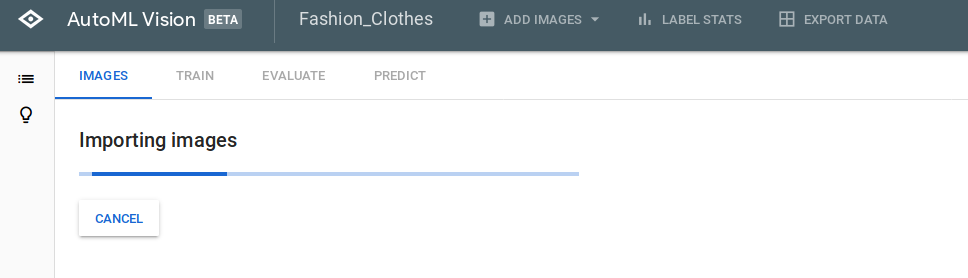 AutoML Vision BETA Fashion_Clothes ADD IMAGES LABEL STATS EXPORT DATA
IMAGES TRAIN EVALUATE PREDICT
Importing images
CANCEL